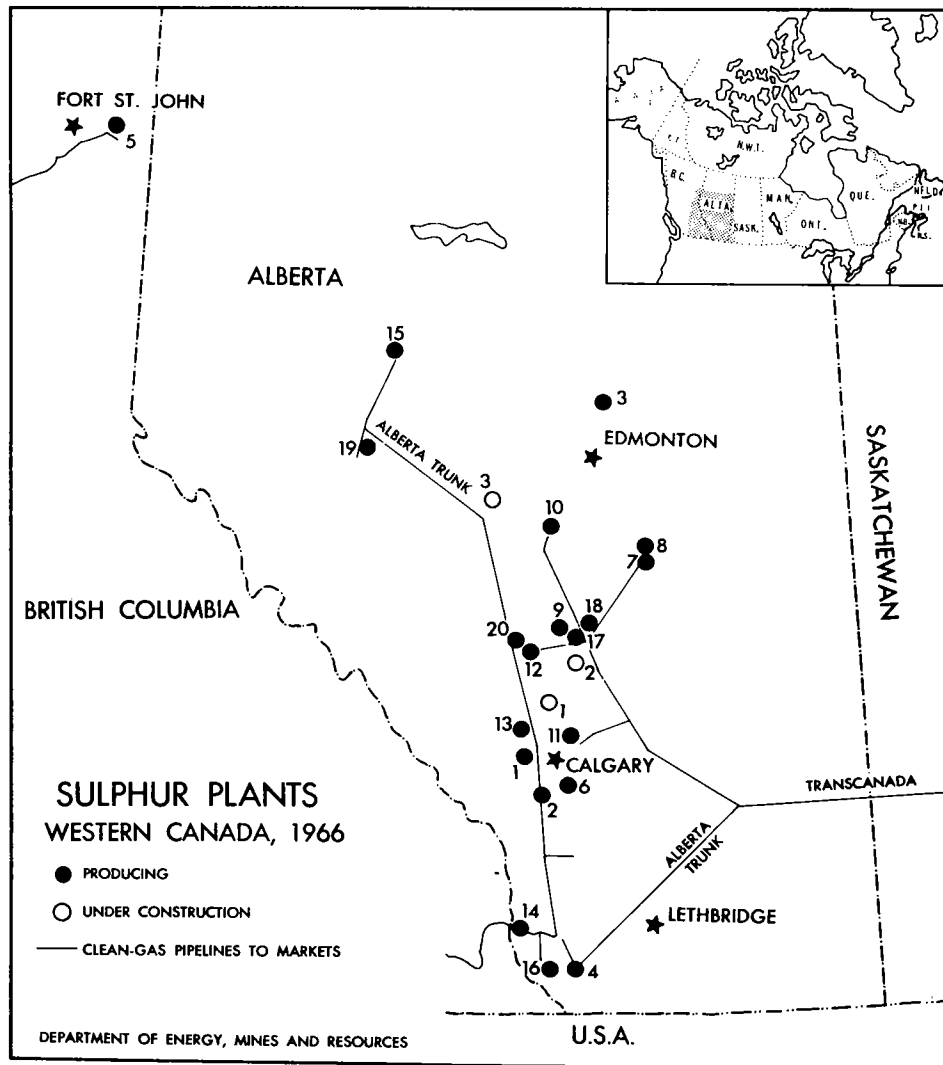 FORT ST. JOHN
5
Y.T.
N.W.T.
B.C.
ALTA.
SASK.
MAN.
ONT.
QUE.
NFLD.
P.E.I.
N.B.
N.S.
ALBERTA
15
3
EDMONTON
19
ALBERTA TRUNK
3
10
8
7
SASKATCHEWAN
BRITISH COLUMBIA
9
18
20
12
17
2
1
13
11
1
CALGARY
6
2
TRANSCANADA
SULPHUR PLANTS
WESTERN CANADA, 1966
PRODUCING
UNDER CONSTRUCTION
CLEAN-GAS PIPELINES TO MARKETS
ALBERTA
TRUNK
14
LETHBRIDGE
16
4
DEPARTMENT OF ENERGY, MINES AND RESOURCES
U.S.A.